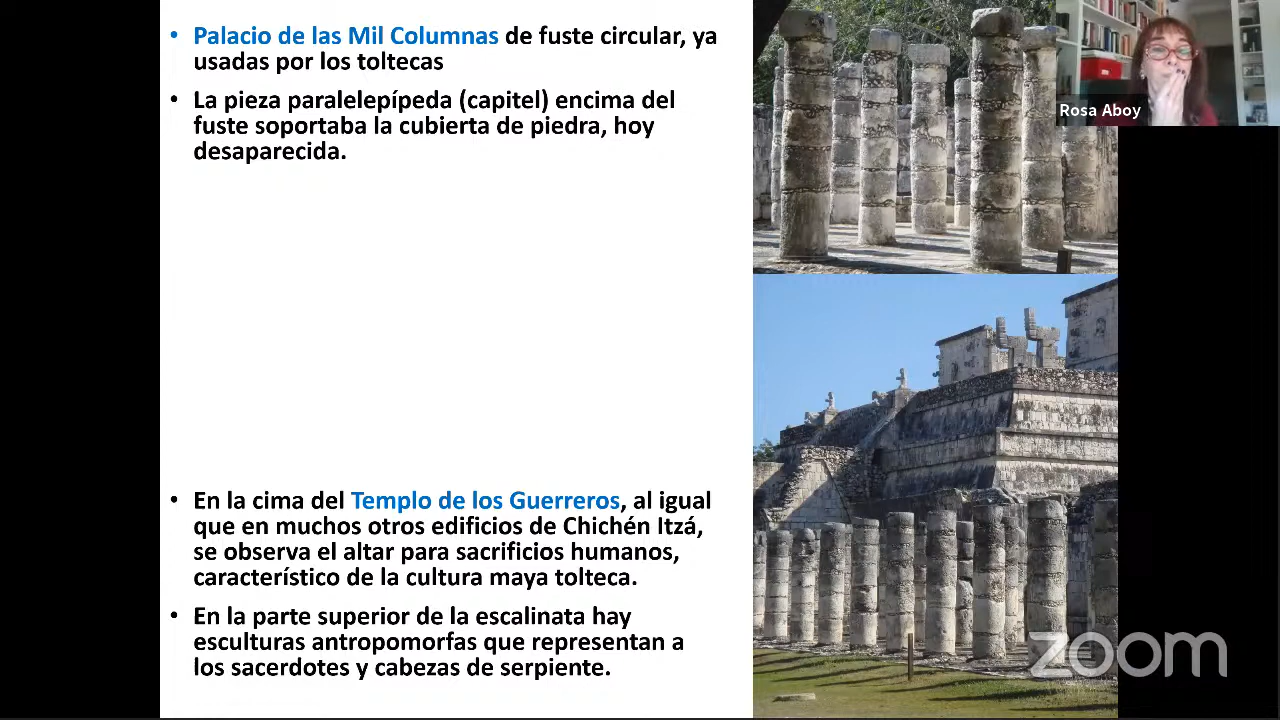 • Palacio de las Mil Columnas de fuste circular, ya
usadas por los toltecas
• La pieza paralelepípeda (capitel) encima del
fuste soportaba la cubierta de piedra, hoy
desaparecida.
Rosa Aboy
• En la cima del Templo de los Guerreros, al igual
que en muchos otros edificios de Chichén Itzá,
se observa el altar para sacrificios humanos,
característico de la cultura maya tolteca.
• En la parte superior de la escalinata hay
esculturas antropomorfas que representan a
los sacerdotes y cabezas de serpiente.
zoom